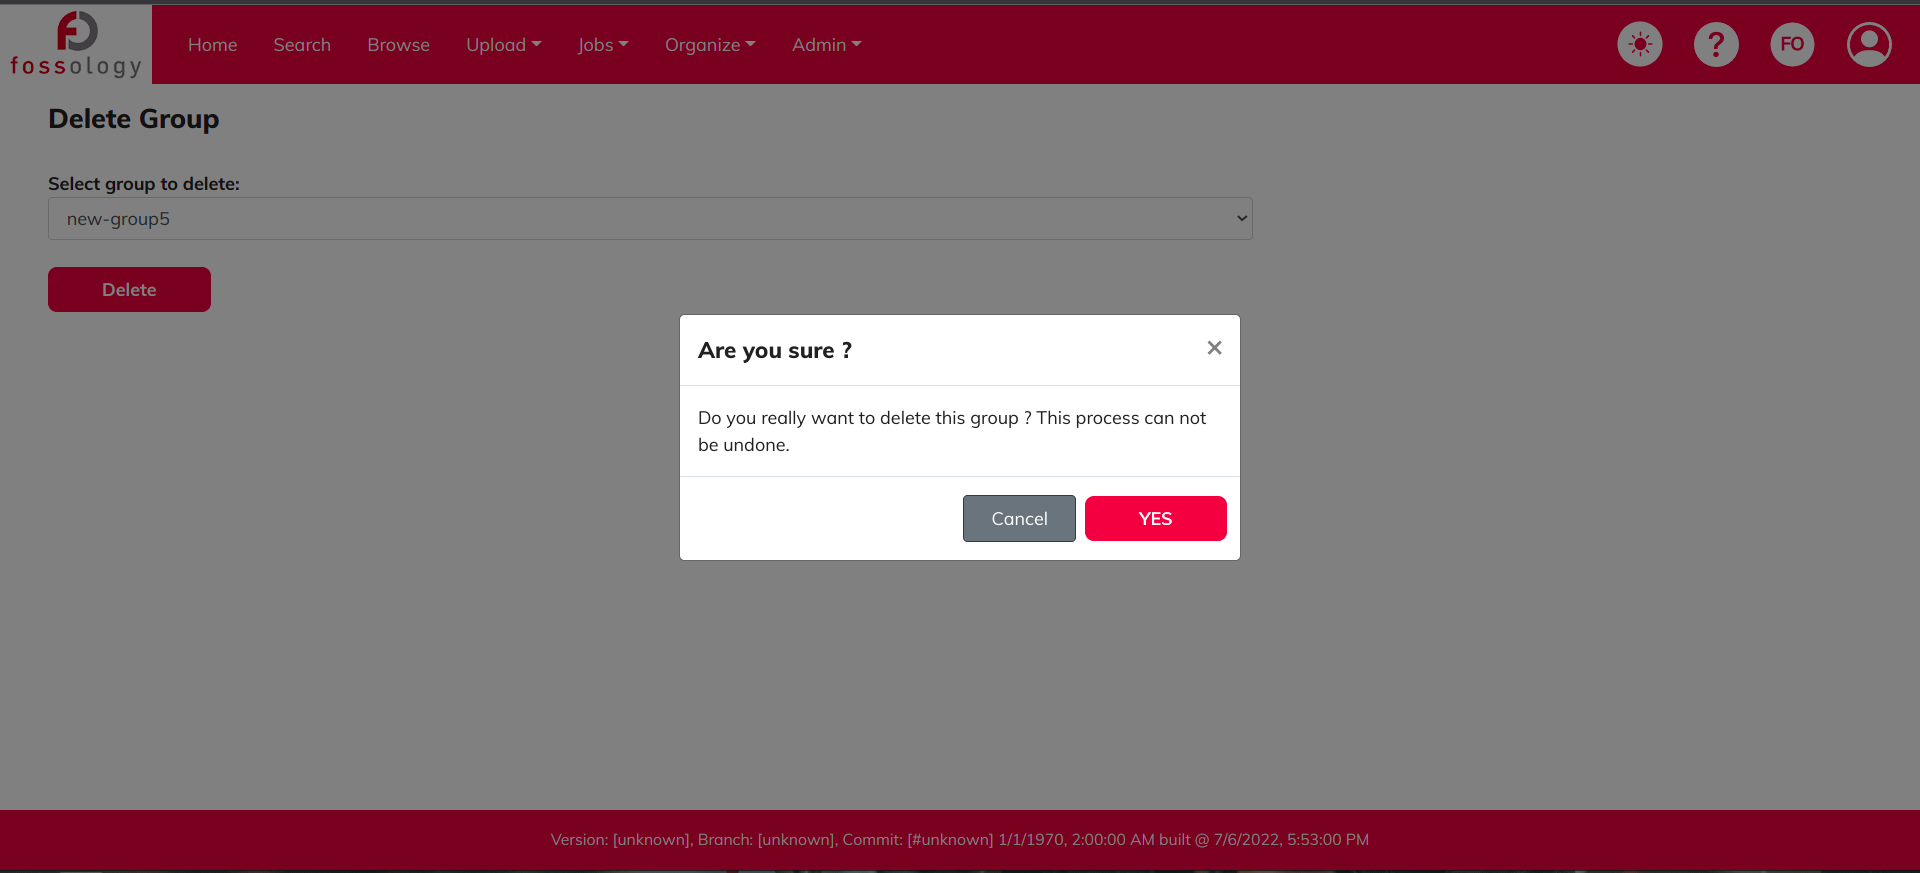 fossology
Home Search Browse Upload Jobs Organize Admin
? FO
Delete Group
Select group to delete:
new-group5
Delete
Are you sure ?
×
Do you really want to delete this group ? This process can not
be undone.
Cancel YES
Version: [unknown], Branch: [unknown], Commit: [#unknown] 1/1/1970, 2:00:00 AM built @ 7/6/2022, 5:53:00 PM